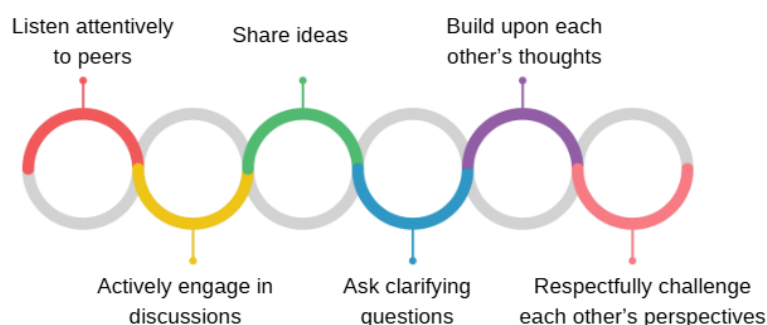 Listen attentively
to peers
Share ideas
Build upon each
other's thoughts
Actively engage in
discussions
Ask clarifying
questions
Respectfully challenge
each other's perspectives